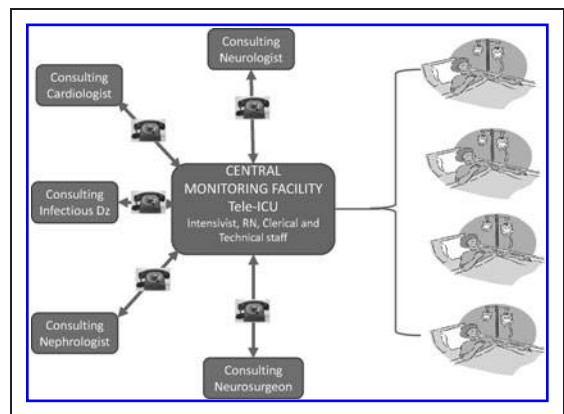 Consulting
Neurologist
Consulting
Cardiologist
CENTRAL
MONITORING FACILITY
Tele-ICU
Intensivist, RN, Clerical and
Technical staff
Consulting
Infectious Dz
Consulting
Nephrologist
Consulting
Neurosurgeon